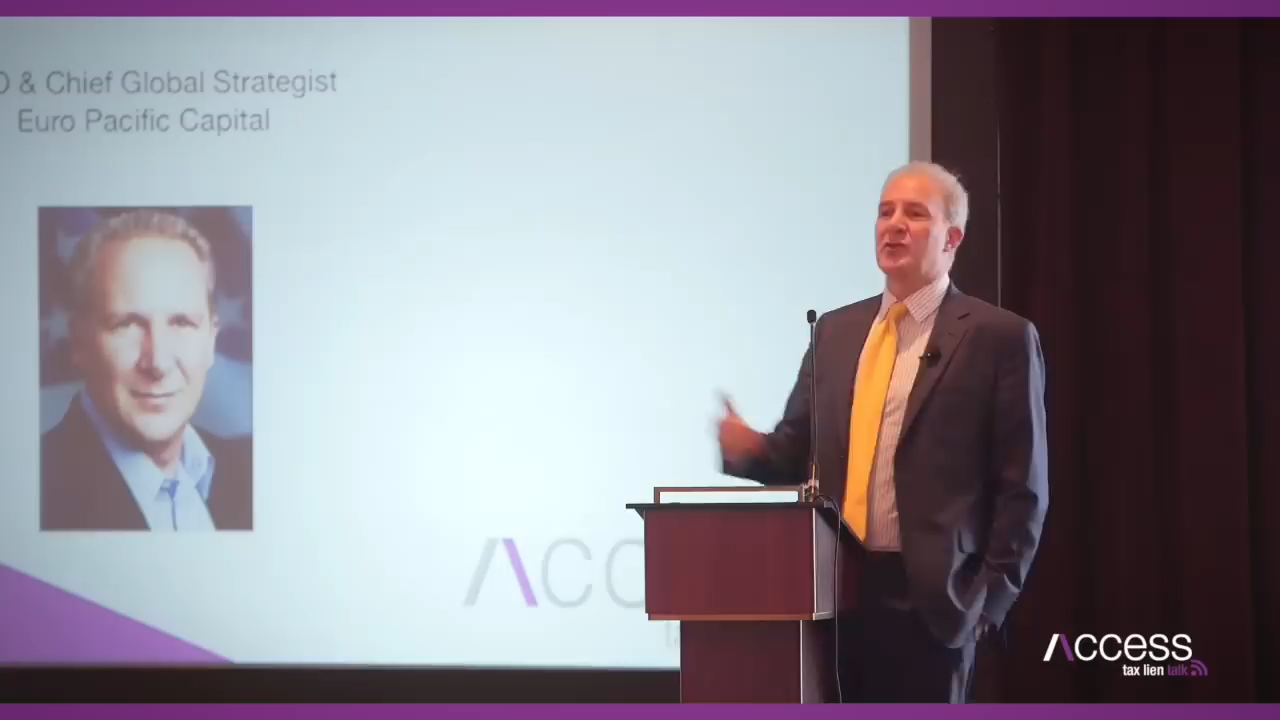 & Chief Global Strategist
Euro Pacific Capital
ACC
ACCESS
tax lien talk